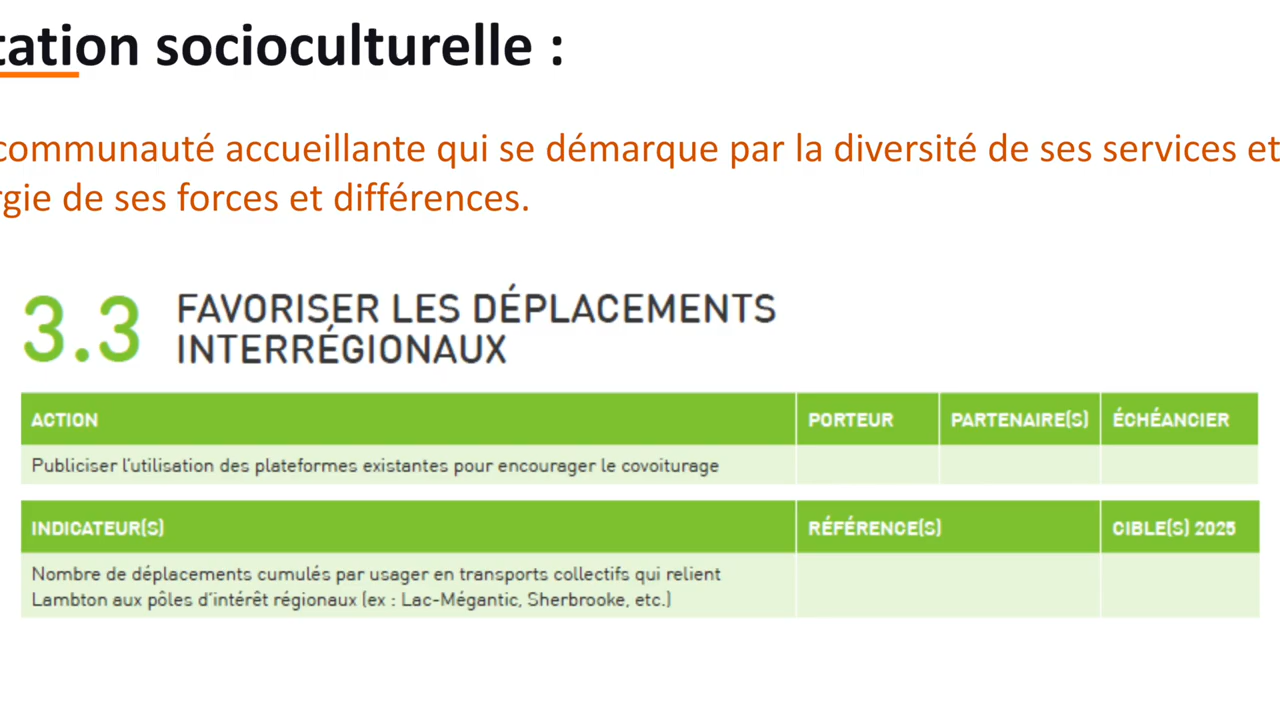 tation socioculturelle :
communauté accueillante qui se démarque par la diversité de ses services et
rgie de ses forces et différences.
3.3 FAVORISER LES DÉPLACEMENTS
INTERRÉGIONAUX
ACTION PORTEUR PARTENAIRE(S) ÉCHÉANCIER
Publiciser l'utilisation des plateformes existantes pour encourager le covoiturage
INDICATEUR(S) RÉFÉRENCE(S) CIBLE(S) 2025
Nombre de déplacements cumulés par usager en transports collectifs qui relient
Lambton aux pôles d'intérêt régionaux (ex : Lac-Mégantic, Sherbrooke, etc.)